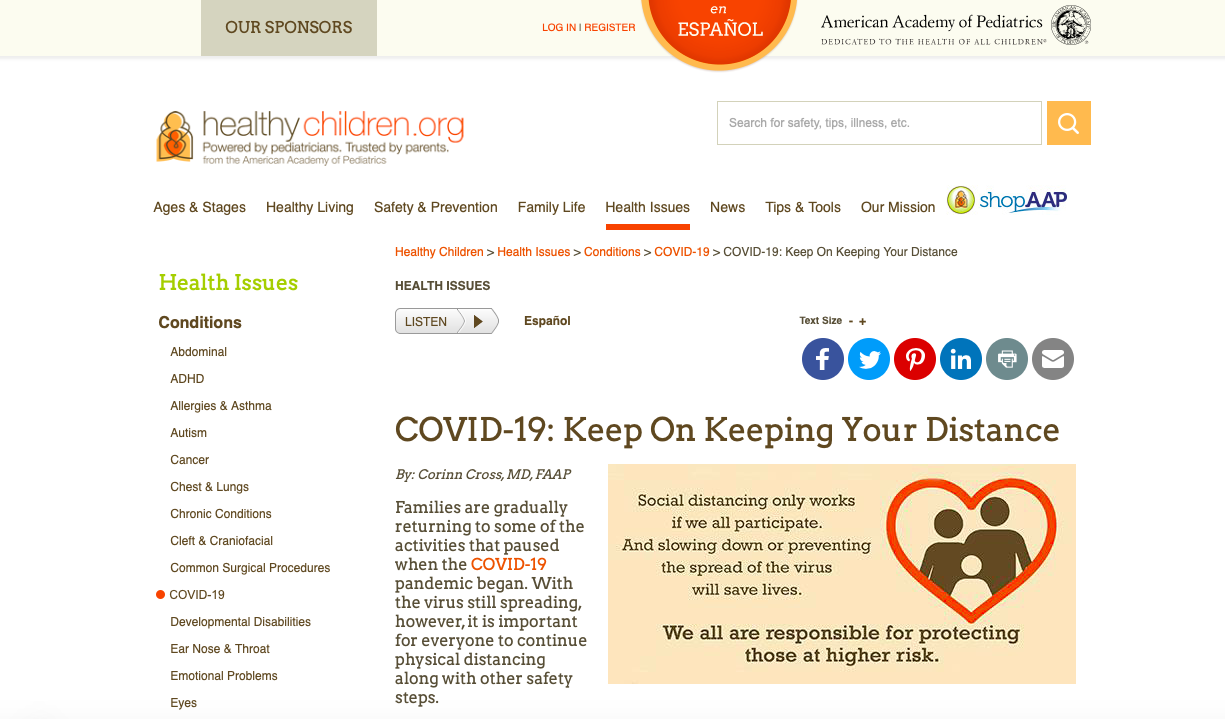 OUR SPONSORS
LOG IN | REGISTER
en
ESPAÑOL
American Academy of Pediatrics
DEDICATED TO THE HEALTH OF ALL CHILDREN®
healthychildren.org
Powered by pediatricians. Trusted by parents.
from the American Academy of Pediatrics
Search for safety, tips, illness, etc.
Ages & Stages
Healthy Living
Safety & Prevention
Family Life
Health Issues
News
Tips & Tools
Our Mission
shopAAP
Healthy Children > Health Issues > Conditions > COVID-19 > COVID-19: Keep On Keeping Your Distance
Health Issues
Conditions
Abdominal
ADHD
Allergies & Asthma
Autism
Cancer
Chest & Lungs
Chronic Conditions
Cleft & Craniofacial
Common Surgical Procedures
COVID-19
Developmental Disabilities
Ear Nose & Throat
Emotional Problems
Eyes
HEALTH ISSUES
LISTEN
Español
Text Size - +
COVID-19: Keep On Keeping Your Distance
By: Corinn Cross, MD, FAAP
Families are gradually
returning to some of the
activities that paused
when the COVID-19
pandemic began. With
the virus still spreading,
however, it is important
for everyone to continue
physical distancing
along with other safety
steps.
Social distancing only works
if we all participate.
And slowing down or preventing
the spread of the virus
will save lives.
We all are responsible for protecting
those at higher risk.